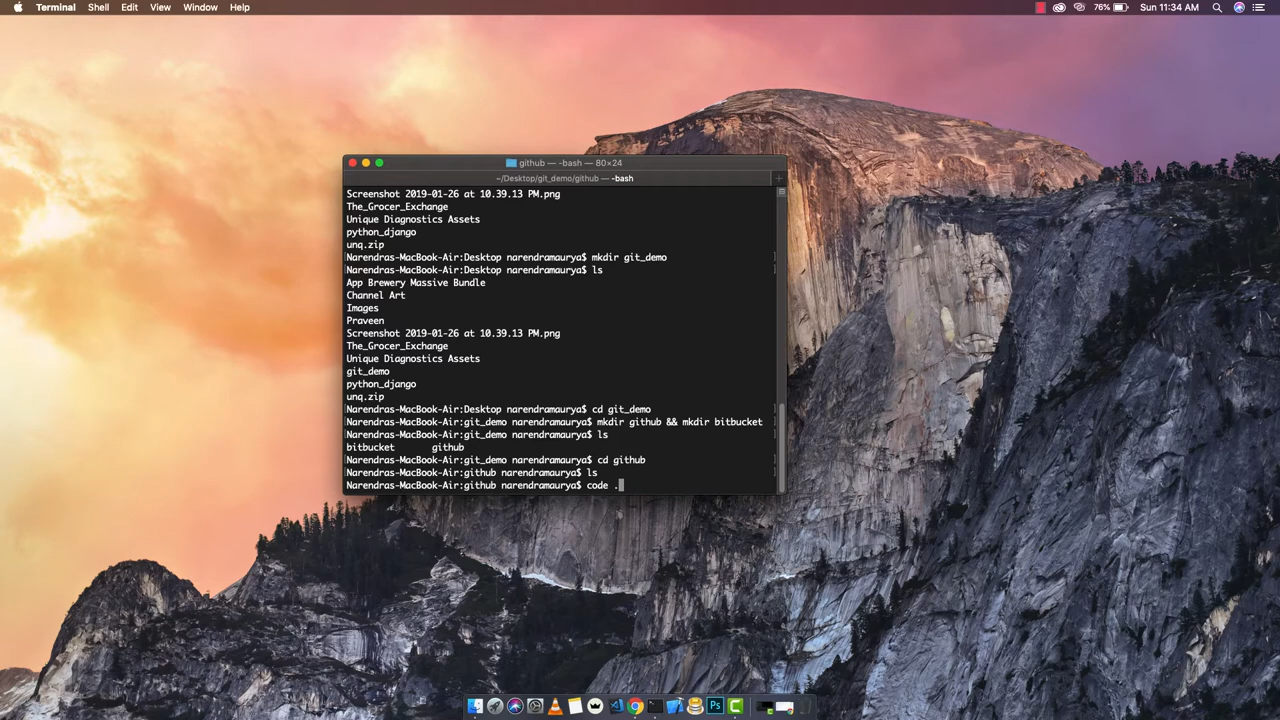 Terminal Shell Edit View Window Help
76% Sun 11:34 AM
github — -bash — 80×24
~/Desktop/git_demo/github — -bash
Screenshot 2019-01-26 at 10.39.13 PM.png
The_Grocer_Exchange
Unique Diagnostics Assets
python_django
unq.zip
Narendras-MacBook-Air:Desktop narendramaurya$ mkdir git_demo
Narendras-MacBook-Air:Desktop narendramaurya$ ls
App Brewery Massive Bundle
Channel Art
Images
Praveen
Screenshot 2019-01-26 at 10.39.13 PM.png
The_Grocer_Exchange
Unique Diagnostics Assets
git_demo
python_django
unq.zip
Narendras-MacBook-Air:Desktop narendramaurya$ cd git_demo
Narendras-MacBook-Air:git_demo narendramaurya$ mkdir github && mkdir bitbucket
Narendras-MacBook-Air:git_demo narendramaurya$ ls
bitbucket github
Narendras-MacBook-Air:git_demo narendramaurya$ cd github
Narendras-MacBook-Air:github narendramaurya$ ls
Narendras-MacBook-Air:github narendramaurya$ code .
Ps